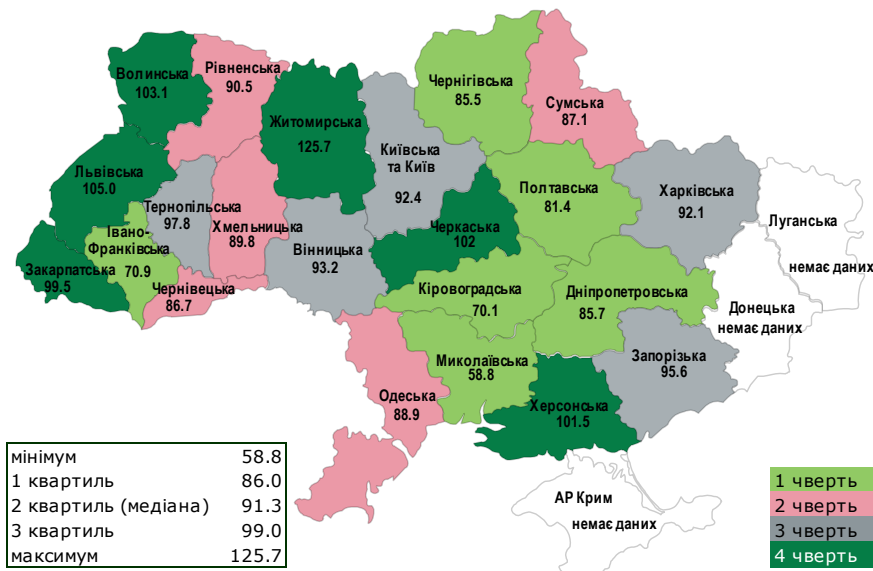 Волинська
103.1
Рівненська
90.5
Житомирська
125.7
Київська
та Київ
92.4
Чернігівська
85.5
Сумська
87.1
Львівська
105.0
Тернопільська
97.8
Хмельницька
89.8
Івано-
Франківська
70.9
Закарпатська
99.5
Чернівецька
86.7
Вінницька
93.2
Черкаська
102
Полтавська
81.4
Харківська
92.1
Луганська
немає даних
Донецька
немає даних
Кіровоградська
70.1
Дніпропетровська
85.7
Запорізька
95.6
Миколаївська
58.8
Одеська
88.9
Херсонська
101.5
АР Крим
немає даних
мінімум 58.8
1 квартиль 86.0
2 квартиль (медіана) 91.3
3 квартиль 99.0
максимум 125.7
1 чверть
2 чверть
3 чверть
4 чверть